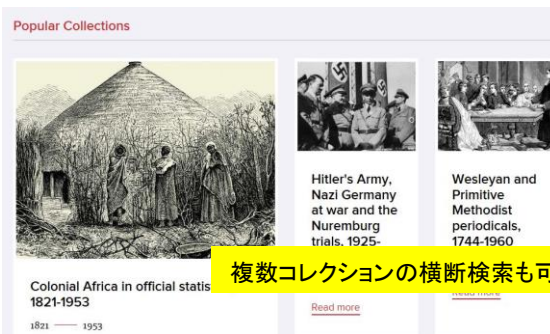 Popular Collections
Colonial Africa in official statis
1821-1953
1821 — 1953
Hitler's Army,
Nazi Germany
at war and the
Nuremburg
trials, 1925-
Read more
Wesleyan and
Primitive
Methodist
periodicals,
1744-1960
複数コレクションの横断検索も可